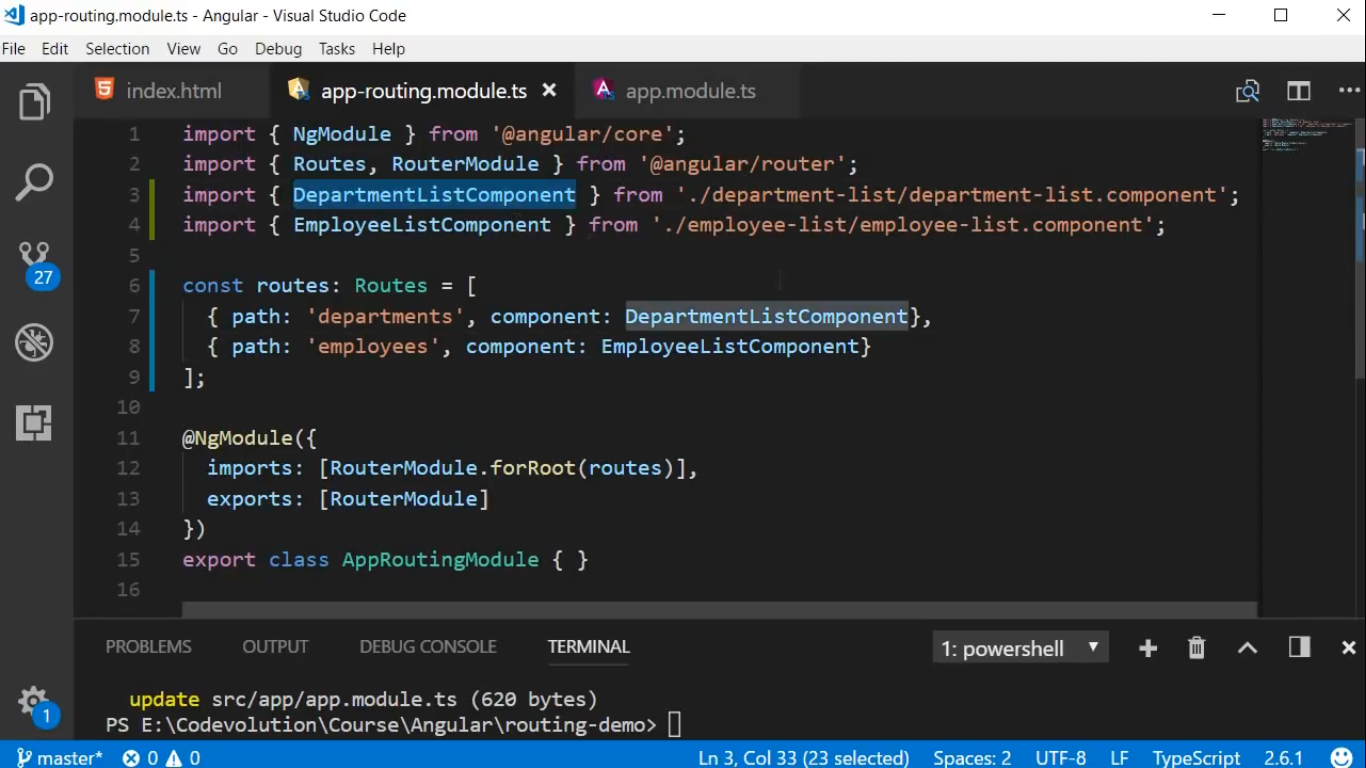 app-routing.module.ts - Angular - Visual Studio Code
File Edit Selection View Go Debug Tasks Help
index.html app-routing.module.ts app.module.ts
1 import { NgModule } from '@angular/core';
2 import { Routes, RouterModule } from '@angular/router';
3 import { DepartmentListComponent } from './department-list/department-list.component';
4 import { EmployeeListComponent } from './employee-list/employee-list.component';
5
6 const routes: Routes = [
7 { path: 'departments', component: DepartmentListComponent},
8 { path: 'employees', component: EmployeeListComponent}
9 ];
10
11 @NgModule({
12 imports: [RouterModule.forRoot(routes)],
13 exports: [RouterModule]
14 })
15 export class AppRoutingModule { }
16
27
1
PROBLEMS OUTPUT DEBUG CONSOLE TERMINAL 1: powershell
update src/app/app.module.ts (620 bytes)
PS E:\Codevolution\Course\Angular\routing-demo>
master* 0 0 Ln 3, Col 33 (23 selected) Spaces: 2 UTF-8 LF TypeScript 2.6.1